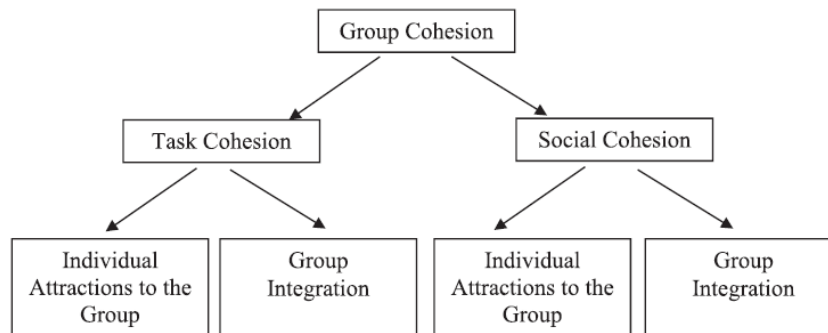 Group Cohesion
Task Cohesion
Social Cohesion
Individual
Attractions to the
Group
Group
Integration
Individual
Attractions to the
Group
Group
Integration